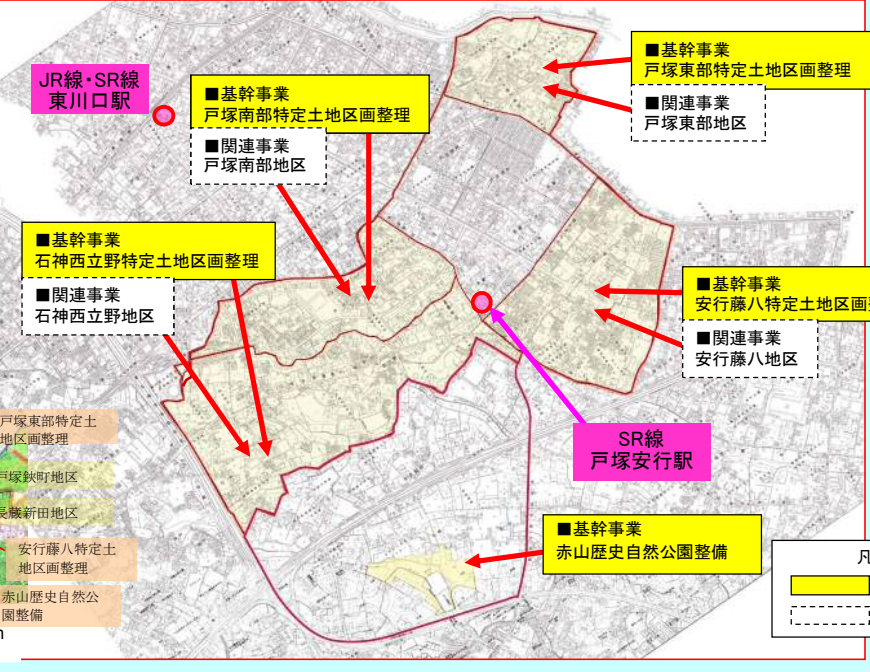 ■基幹事業
戸塚東部特定土地区画整理
■関連事業
戸塚東部地区
JR線・SR線
東川口駅
■基幹事業
戸塚南部特定土地区画整理
■関連事業
戸塚南部地区
■基幹事業
石神西立野特定土地区画整理
■関連事業
石神西立野地区
■基幹事業
安行藤八特定土地区画
■関連事業
安行藤八地区
SR線
戸塚安行駅
■基幹事業
赤山歴史自然公園整備
戸塚東部特定土
地区画整理
戸塚鋏町地区
長蔵新田地区
安行藤八特定土
地区画整理
赤山歴史自然公
園整備
凡